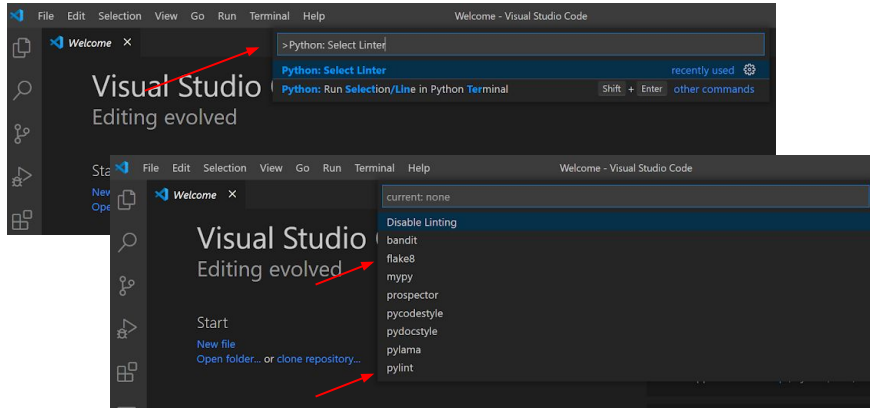 File Edit Selection View Go Run Terminal Help Welcome - Visual Studio Code
Welcome
>Python: Select Linter
Python: Select Linter recently used
Python: Run Selection/Line in Python Terminal Shift + Enter other commands
Visual Studio
Editing evolved
Sta
New
Ope
File Edit Selection View Go Run Terminal Help Welcome - Visual Studio Code
Welcome
current: none
Disable Linting
bandit
flake8
mypy
prospector
pycodestyle
pydocstyle
pylama
pylint
Visual Studio
Editing evolved
Start
New file
Open folder... or clone repository...